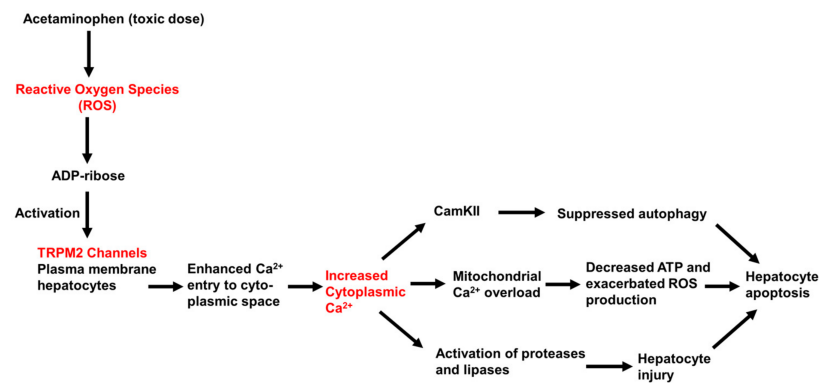 Acetaminophen (toxic dose)
Reactive Oxygen Species
(ROS)
ADP-ribose
Activation
TRPM2 Channels
Plasma membrane
hepatocytes
Enhanced Ca²⁺
entry to cyto-
plasmic space
Increased
Cytoplasmic
Ca²⁺
CamKII
Suppressed autophagy
Mitochondrial
Ca²⁺ overload
Decreased ATP and
exacerbated ROS
production
Hepatocyte
apoptosis
Activation of proteases
and lipases
Hepatocyte
injury